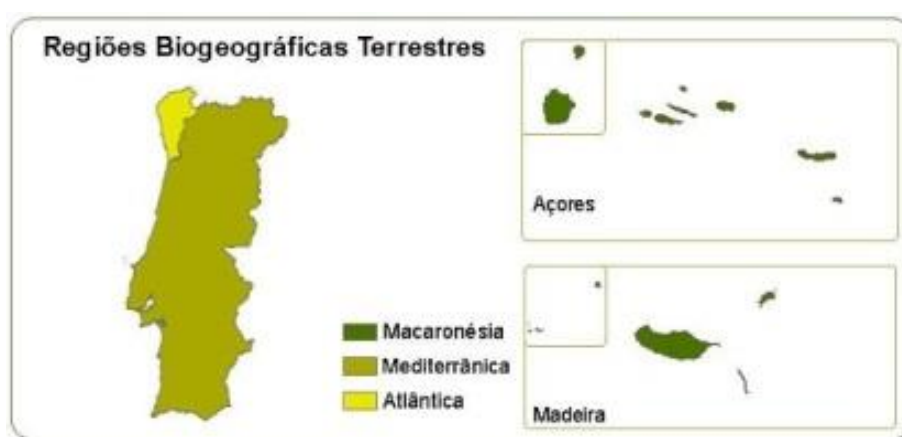 Regiões Biogeográficas Terrestres
Açores
Macaronésia
Mediterrânica
Atlântica
Madeira